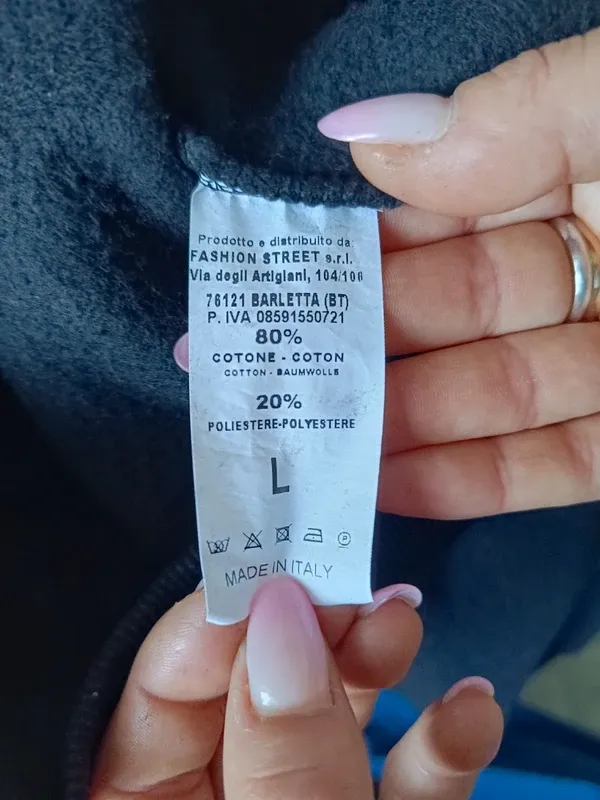 Prodotto e distribuito da:
FASHION STREET s.r.l.
Via degli Artigiani, 104/106
76121 BARLETTA (BT)
P. IVA 08591550721
80%
COTONE - COTON
COTTON - BAUMWOLLE
20%
POLIESTERE-POLYESTERE
L
P
MADE IN ITALY